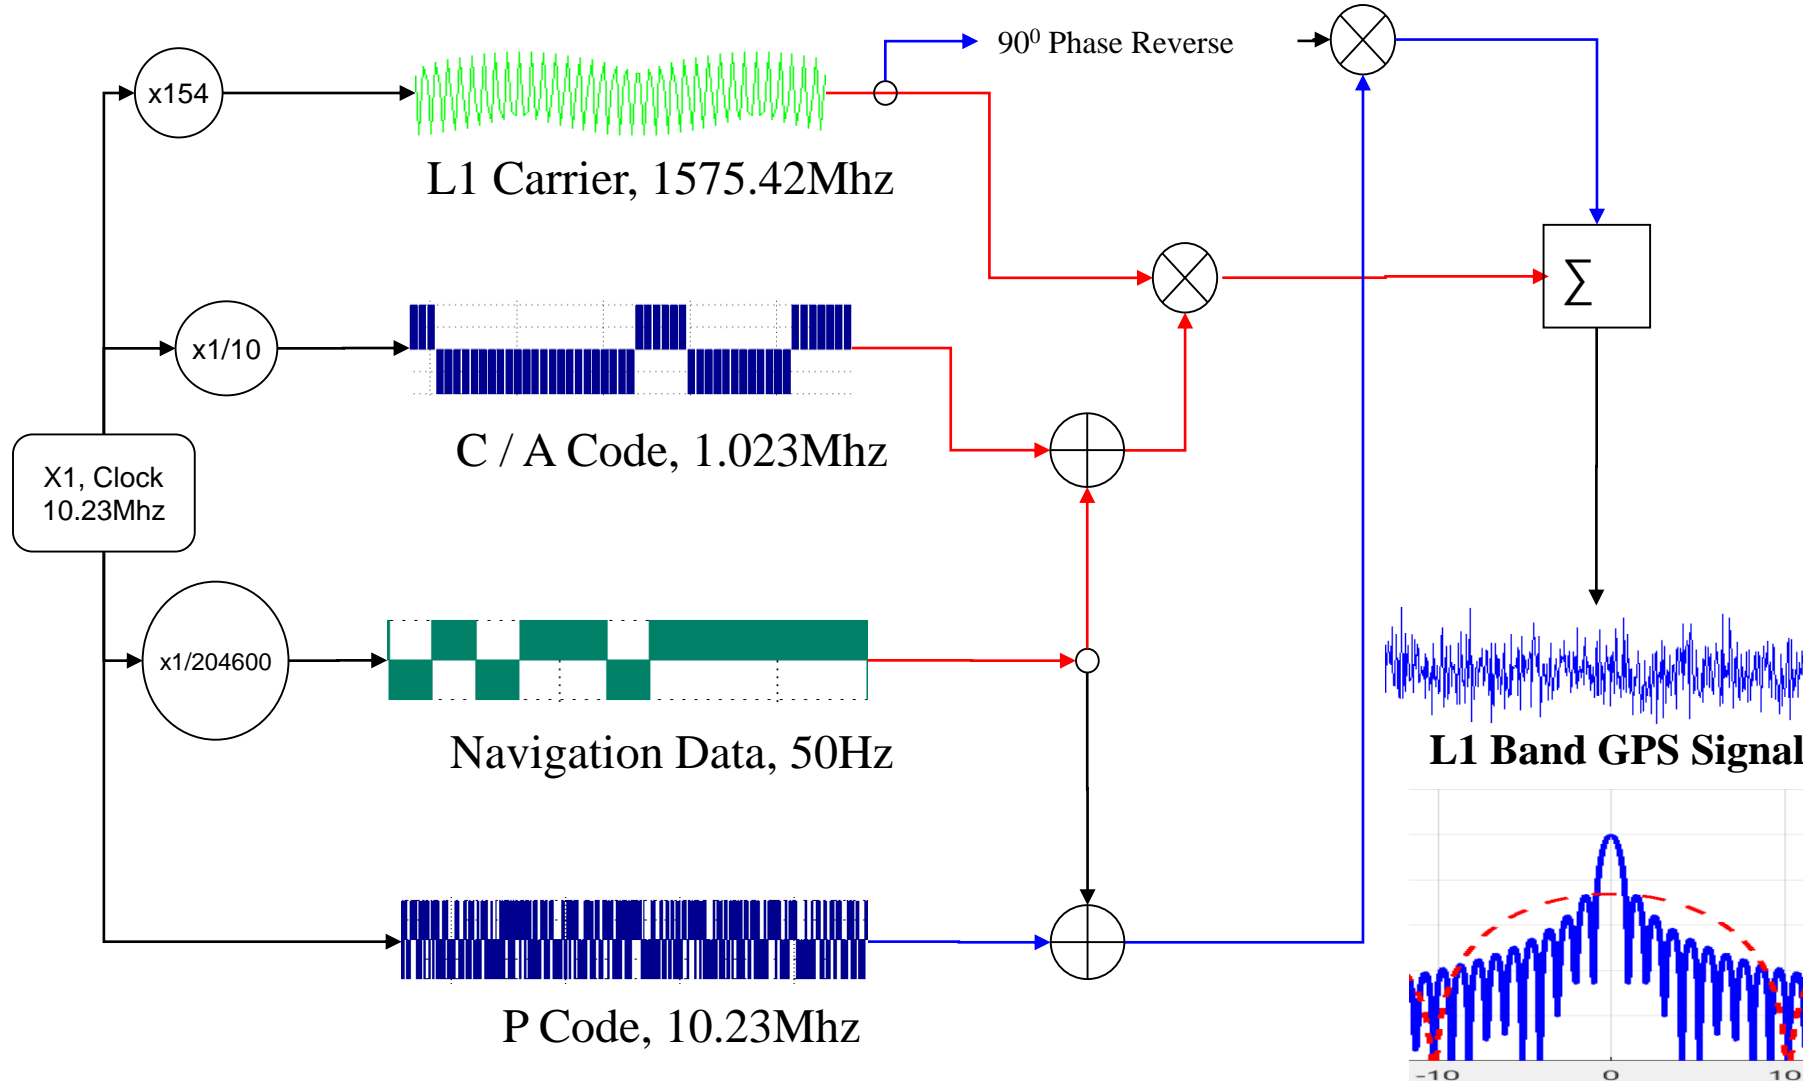 90⁰ Phase Reverse
x154
L1 Carrier, 1575.42Mhz
∑
x1/10
C / A Code, 1.023Mhz
X1, Clock
10.23Mhz
x1/204600
Navigation Data, 50Hz
L1 Band GPS Signal
P Code, 10.23Mhz
-10 0 10